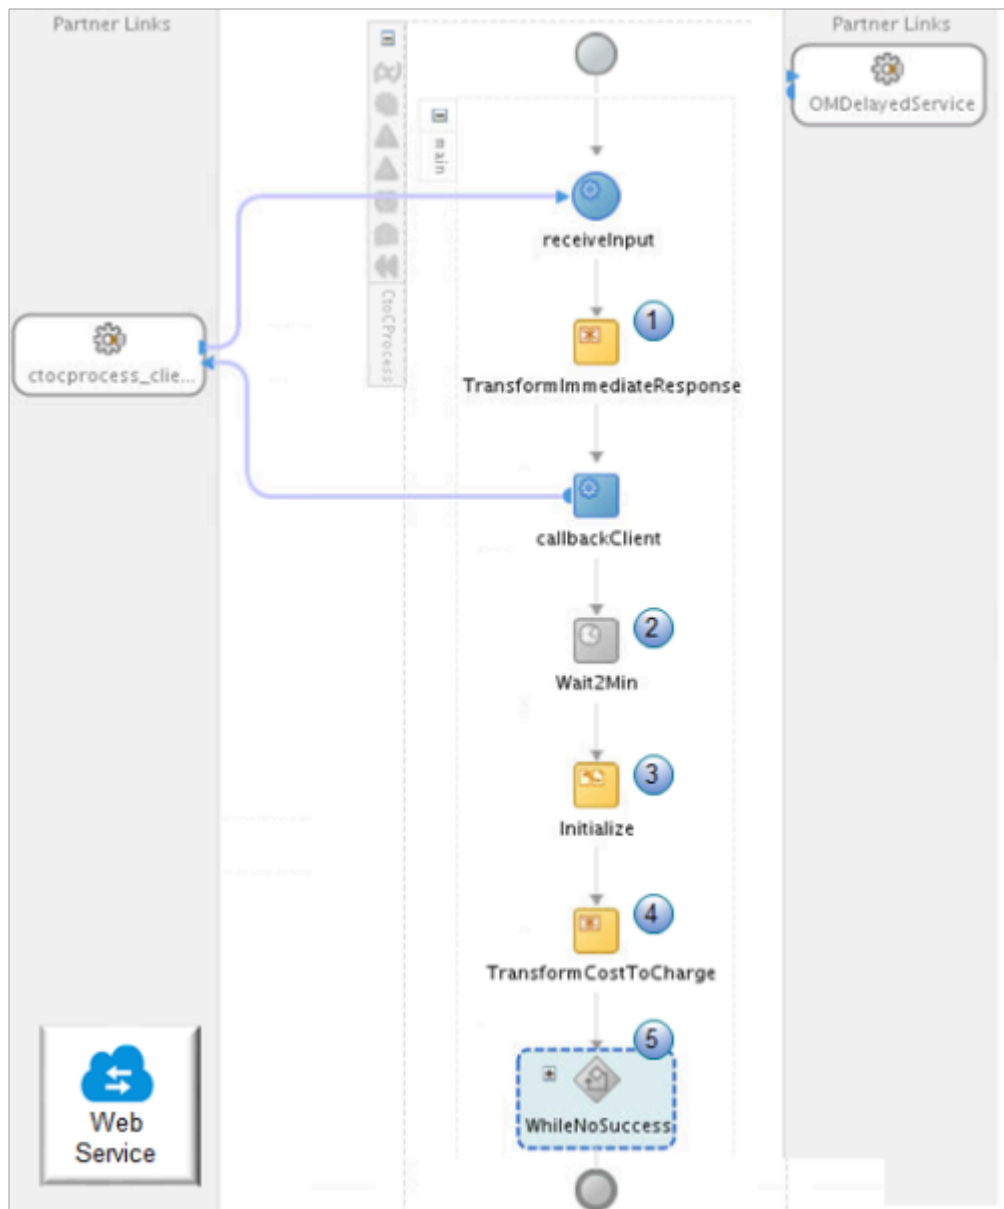 Partner Links
Partner Links
OMDelayedService
main
receiveInput
CtoCProcess
1
ctocprocess_clie...
TransformImmediateResponse
callbackClient
2
Wait2Min
3
Initialize
4
TransformCostToCharge
5
WhileNoSuccess
Web
Service